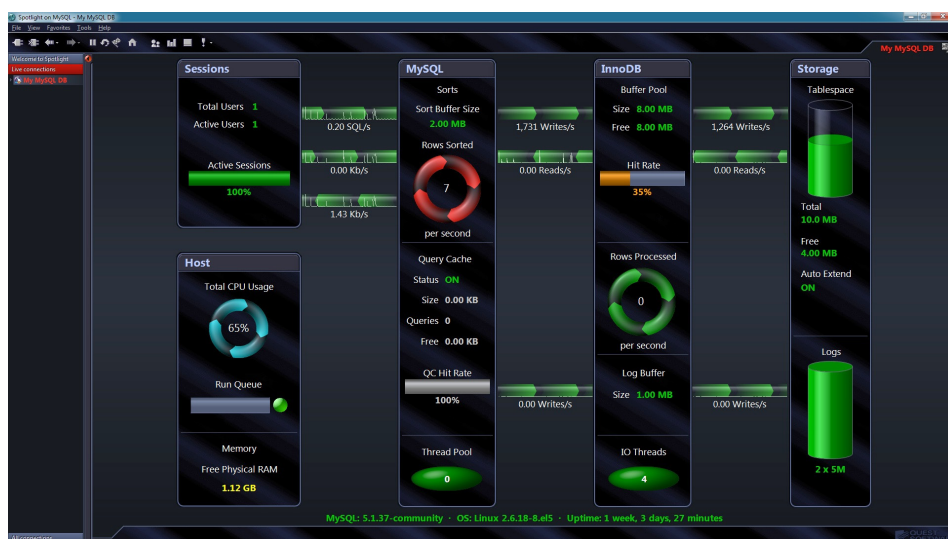 Spotlight on MySQL - My MySQL DB
File View Favorites Tools Help
My MySQL DB
Welcome to Spotlight
Live connections
My MySQL DB
Sessions
Total Users 1
Active Users 1
Active Sessions
100%
0.20 SQL/s
0.00 Kb/s
1.43 Kb/s
Host
Total CPU Usage
65%
Run Queue
Memory
Free Physical RAM
1.12 GB
MySQL
Sorts
Sort Buffer Size
2.00 MB
Rows Sorted
7
per second
Query Cache
Status ON
Size 0.00 KB
Queries 0
Free 0.00 KB
QC Hit Rate
100%
Thread Pool
0
1,731 Writes/s
0.00 Reads/s
0.00 Writes/s
InnoDB
Buffer Pool
Size 8.00 MB
Free 8.00 MB
Hit Rate
35%
Rows Processed
0
per second
Log Buffer
Size 1.00 MB
IO Threads
4
1,264 Writes/s
0.00 Reads/s
0.00 Writes/s
Storage
Tablespace
Total
10.0 MB
Free
4.00 MB
Auto Extend
ON
Logs
2 x 5M
MySQL: 5.1.37-community · OS: Linux 2.6.18-8.el5 · Uptime: 1 week, 3 days, 27 minutes
All connections